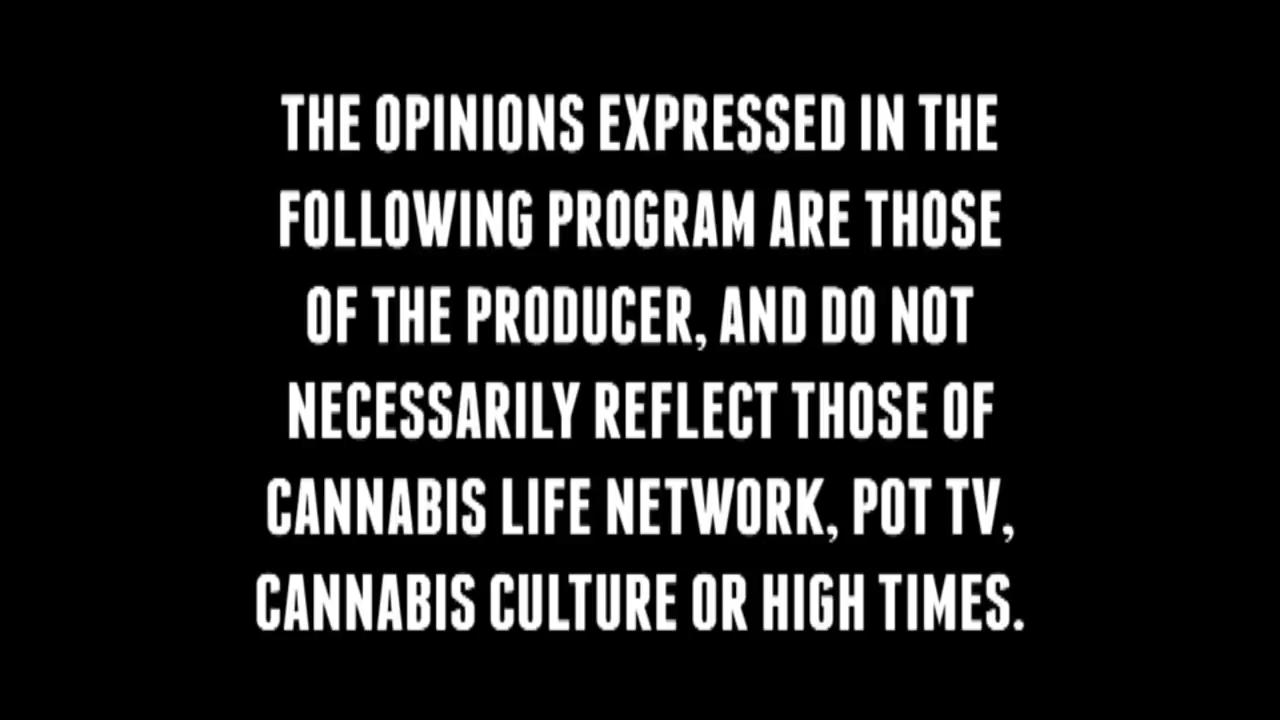 THE OPINIONS EXPRESSED IN THE
FOLLOWING PROGRAM ARE THOSE
OF THE PRODUCER, AND DO NOT
NECESSARILY REFLECT THOSE OF
CANNABIS LIFE NETWORK, POT TV,
CANNABIS CULTURE OR HIGH TIMES.